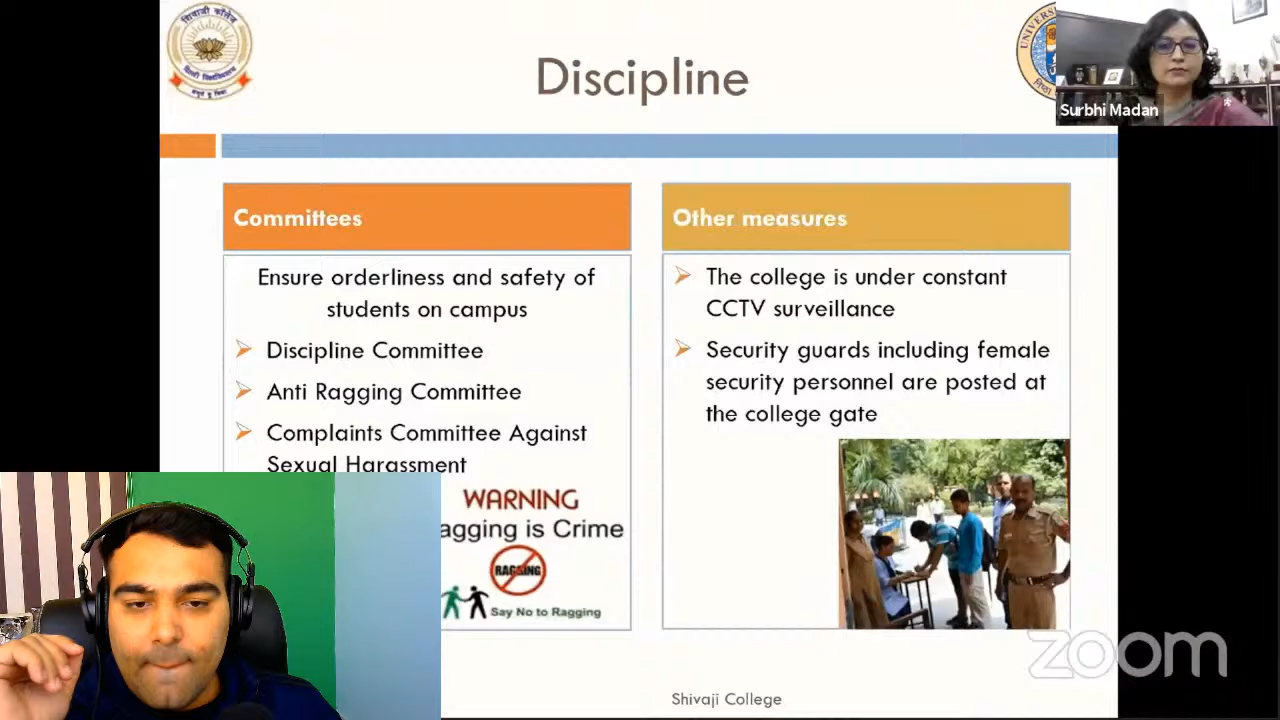 शिवाजी कॉलेज
Discipline
UNIVERS
Surbhi Madan
Committees
Ensure orderliness and safety of
students on campus
Discipline Committee
Anti Ragging Committee
Complaints Committee Against
Sexual Harassment
WARNING
agging is Crime
RAGGING
Say No to Ragging
Other measures
The college is under constant
CCTV surveillance
Security guards including female
security personnel are posted at
the college gate
zoom
Shivaji College